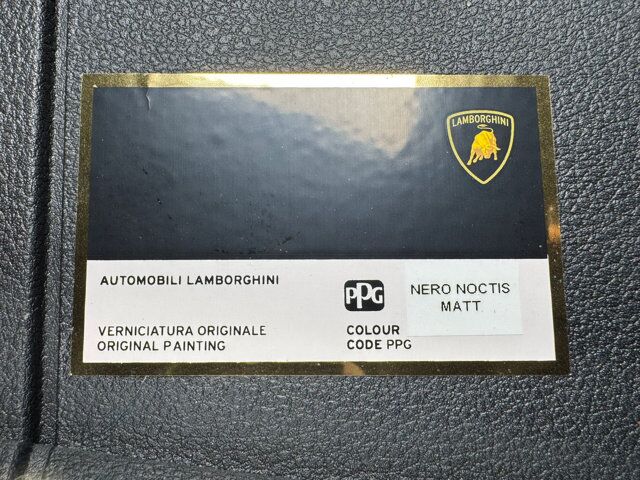 LAMBORGHINI
AUTOMOBILI LAMBORGHINI
PPG
NERO NOCTIS
MATT
VERNICIATURA ORIGINALE
ORIGINAL PAINTING
COLOUR
CODE PPG